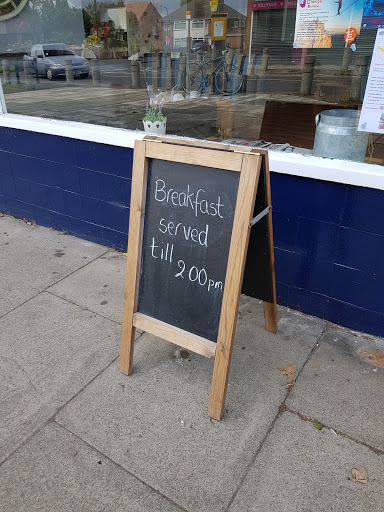 Breakfast
served
till
2 00pm